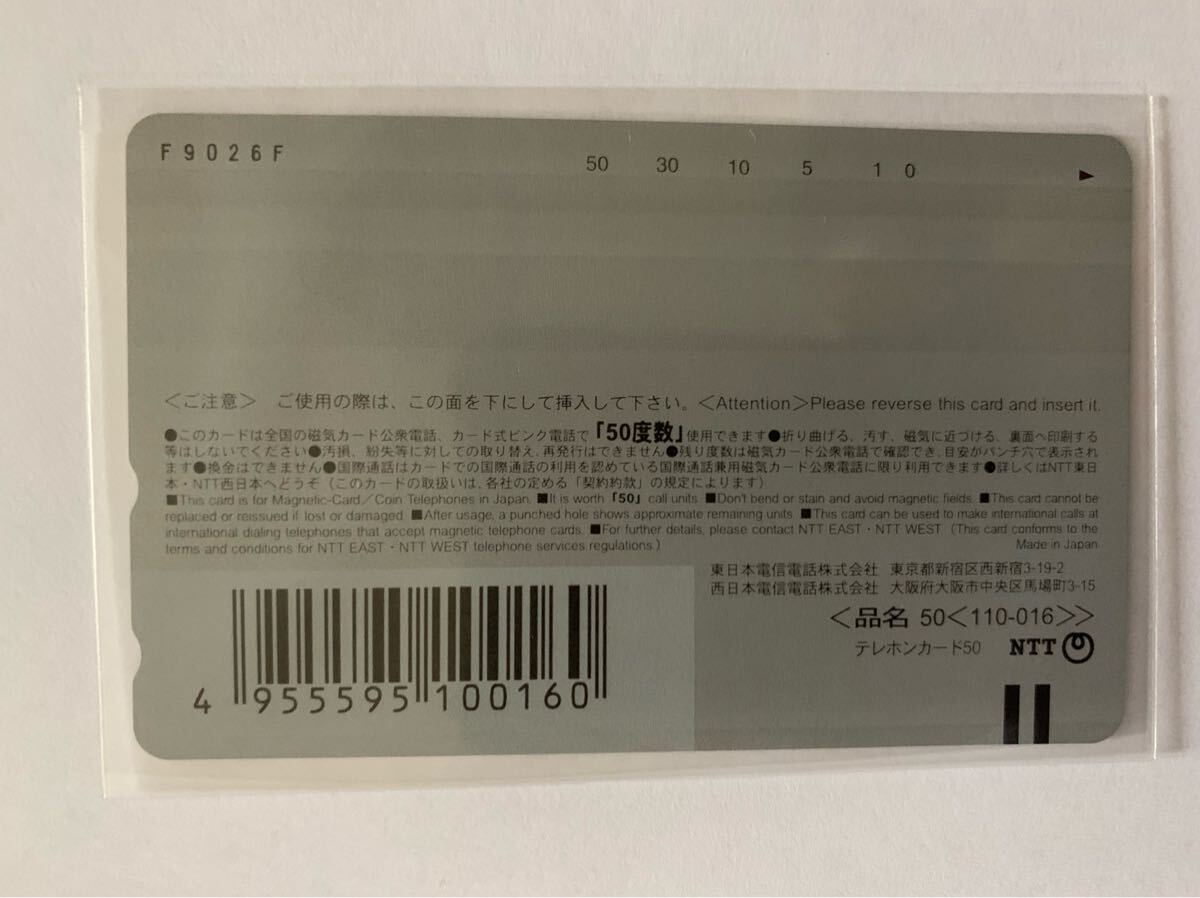 F9026F
50 30 10 5 1 0 ▶
＜ご注意＞ ご使用の際は、この面を下にして挿入して下さい。＜Attention＞Please reverse this card and insert it.
●このカードは全国の磁気カード公衆電話、カード式ピンク電話で「50度数」使用できます●折り曲げる、汚す、磁気に近づける、裏面へ印刷する
等はしないでください●汚損、紛失等に対しての取り替え、再発行はできません●残り度数は磁気カード公衆電話で確認でき、目安がパンチ穴で表示され
ます●換金はできません●国際通話はカードでの国際通話の利用を認めている国際通話兼用磁気カード公衆電話に限り利用できます●詳しくはNTT東日
本・NTT西日本へどうぞ（このカードの取扱いは、各社の定める「契約約款」の規定によります）
■This card is for Magnetic-Card／Coin Telephones in Japan. ■It is worth「50」call units. ■Don't bend or stain and avoid magnetic fields. ■This card cannot be
replaced or reissued if lost or damaged. ■After usage, a punched hole shows approximate remaining units. ■This card can be used to make international calls at
international dialing telephones that accept magnetic telephone cards. ■For further details, please contact NTT EAST・NTT WEST（This card conforms to the
terms and conditions for NTT EAST・NTT WEST telephone services regulations.） Made in Japan
東日本電信電話株式会社 東京都新宿区西新宿3-19-2
西日本電信電話株式会社 大阪府大阪市中央区馬場町3-15
＜品名 50＜110-016＞＞
テレホンカード50 NTT
4 955595 100160